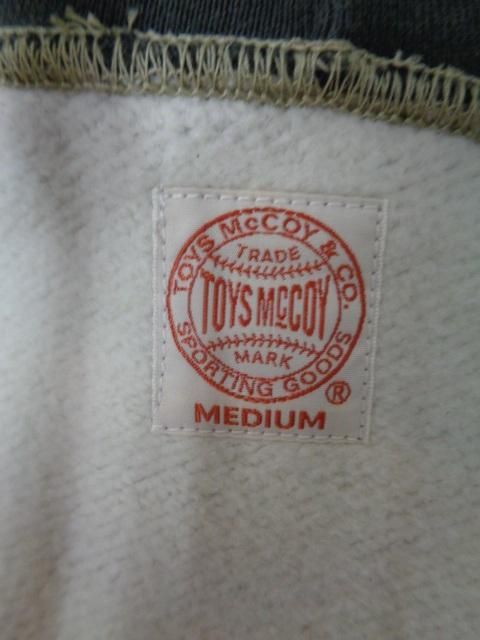 TOYS McCOY & CO.
TRADE
TOYS McCOY
MARK
SPORTING GOODS
®
MEDIUM